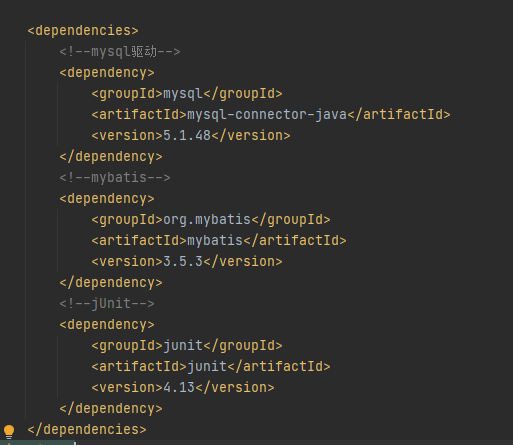 <dependencies>
<!--mysql驱动-->
<dependency>
<groupId>mysql</groupId>
<artifactId>mysql-connector-java</artifactId>
<version>5.1.48</version>
</dependency>
<!--mybatis-->
<dependency>
<groupId>org.mybatis</groupId>
<artifactId>mybatis</artifactId>
<version>3.5.3</version>
</dependency>
<!--jUnit-->
<dependency>
<groupId>junit</groupId>
<artifactId>junit</artifactId>
<version>4.13</version>
</dependency>
</dependencies>